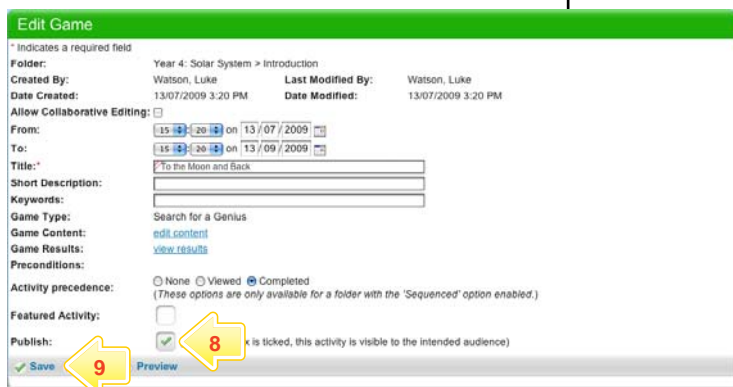 Edit Game
* Indicates a required field
Folder: Year 4: Solar System > Introduction
Created By: Watson, Luke Last Modified By: Watson, Luke
Date Created: 13/07/2009 3:20 PM Date Modified: 13/07/2009 3:20 PM
Allow Collaborative Editing:
From: 15 : 20 on 13 / 07 / 2009
To: 15 : 20 on 13 / 09 / 2009
Title:* To the Moon and Back
Short Description:
Keywords:
Game Type: Search for a Genius
Game Content: edit content
Game Results: view results
Preconditions:
Activity precedence: None Viewed Completed
(These options are only available for a folder with the 'Sequenced' option enabled.)
Featured Activity:
Publish: 8 x is ticked, this activity is visible to the intended audience)
Save 9 Preview